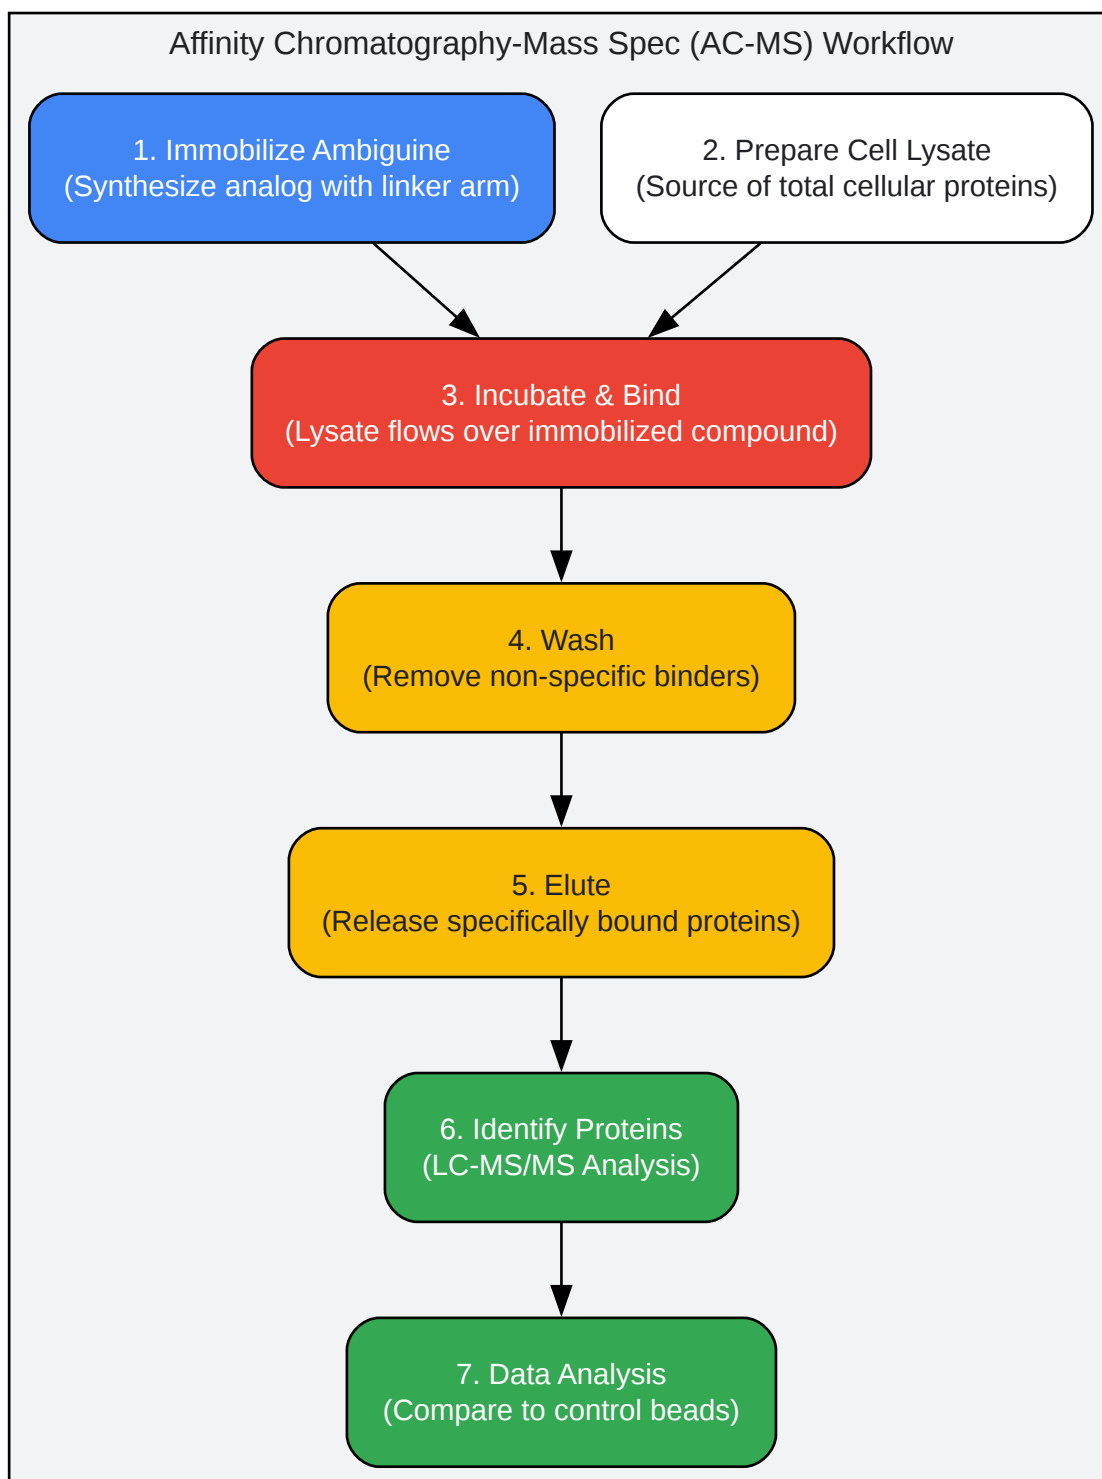 Affinity Chromatography-Mass Spec (AC-MS) Workflow
1. Immobilize Ambiguine
(Synthesize analog with linker arm)
2. Prepare Cell Lysate
(Source of total cellular proteins)
3. Incubate & Bind
(Lysate flows over immobilized compound)
4. Wash
(Remove non-specific binders)
5. Elute
(Release specifically bound proteins)
6. Identify Proteins
(LC-MS/MS Analysis)
7. Data Analysis
(Compare to control beads)